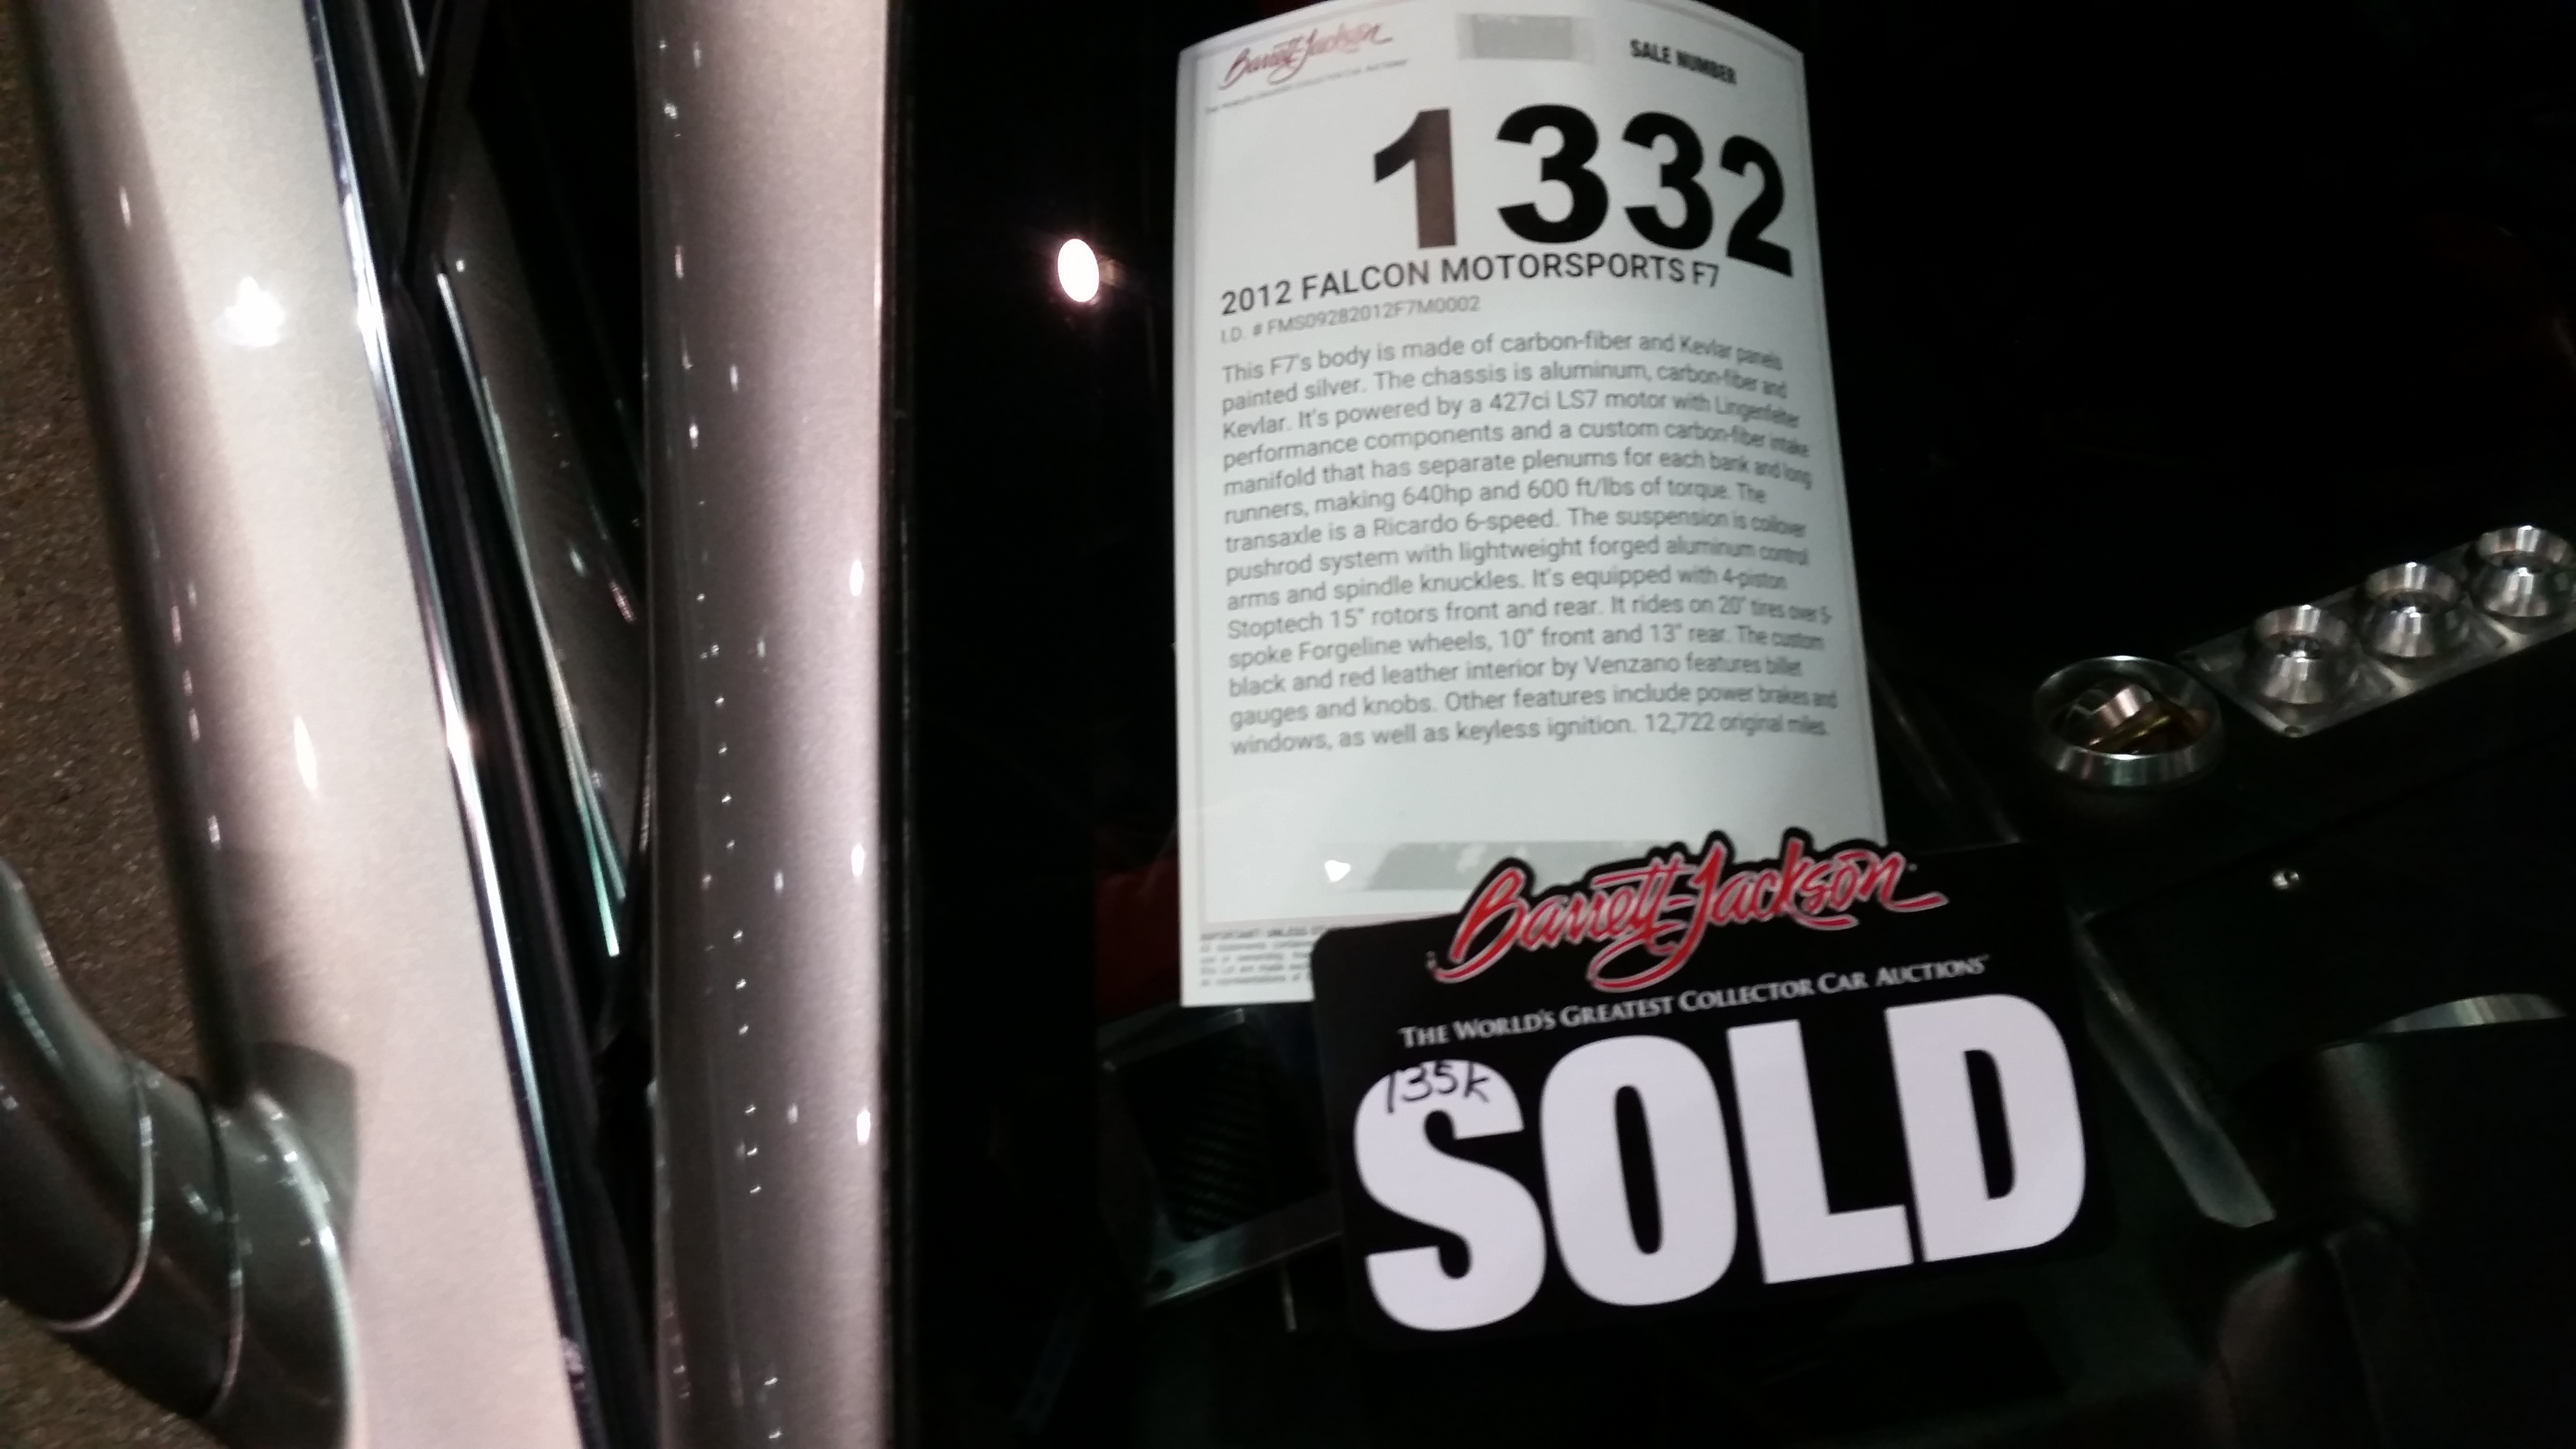 Barrett-Jackson
SALE NUMBER
1332
2012 FALCON MOTORSPORTS F7
I.D. # FMS09282012F7M0002
This F7's body is made of carbon-fiber and Kevlar panels
painted silver. The chassis is aluminum, carbon-fiber and
Kevlar. It's powered by a 427ci LS7 motor with Lingenfelter
performance components and a custom carbon-fiber intake
manifold that has separate plenums for each bank and long
runners, making 640hp and 600 ft/lbs of torque. The
transaxle is a Ricardo 6-speed. The suspension is coilover
pushrod system with lightweight forged aluminum control
arms and spindle knuckles. It's equipped with 4-piston
Stoptech 15" rotors front and rear. It rides on 20" tires over 5-
spoke Forgeline wheels, 10" front and 13" rear. The custom
black and red leather interior by Venzano features billet
gauges and knobs. Other features include power brakes and
windows, as well as keyless ignition. 12,722 original miles.
Barrett-Jackson
THE WORLD'S GREATEST COLLECTOR CAR AUCTIONS
135k
SOLD